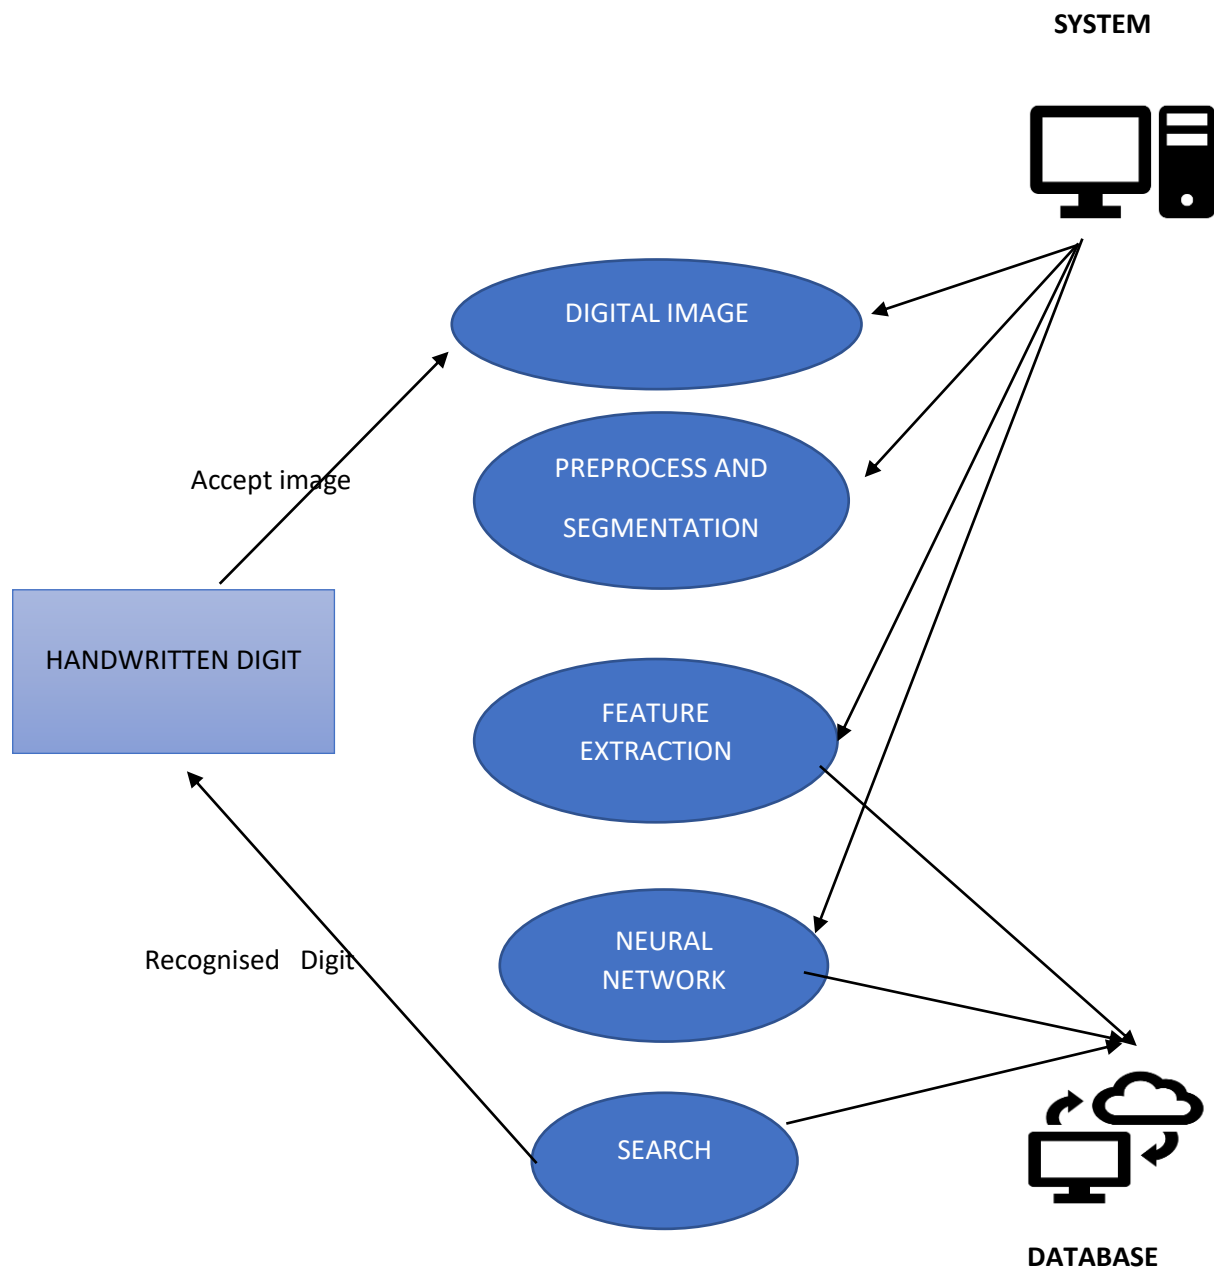 SYSTEM
DIGITAL IMAGE
PREPROCESS AND
SEGMENTATION
Accept image
HANDWRITTEN DIGIT
FEATURE
EXTRACTION
NEURAL
NETWORK
Recognised Digit
SEARCH
DATABASE